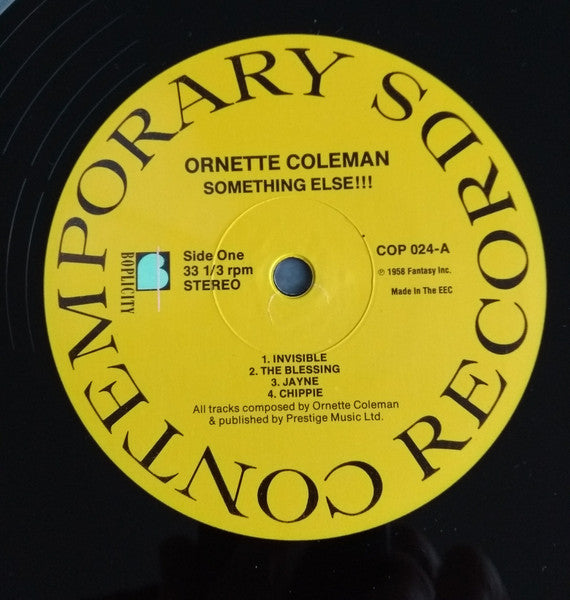 CONTEMPORARY RECORDS
ORNETTE COLEMAN
SOMETHING ELSE!!!
BOPLICITY
Side One
33 1/3 rpm
STEREO
COP 024-A
℗ 1958 Fantasy Inc.
Made In The EEC
1. INVISIBLE
2. THE BLESSING
3. JAYNE
4. CHIPPIE
All tracks composed by Ornette Coleman
& published by Prestige Music Ltd.